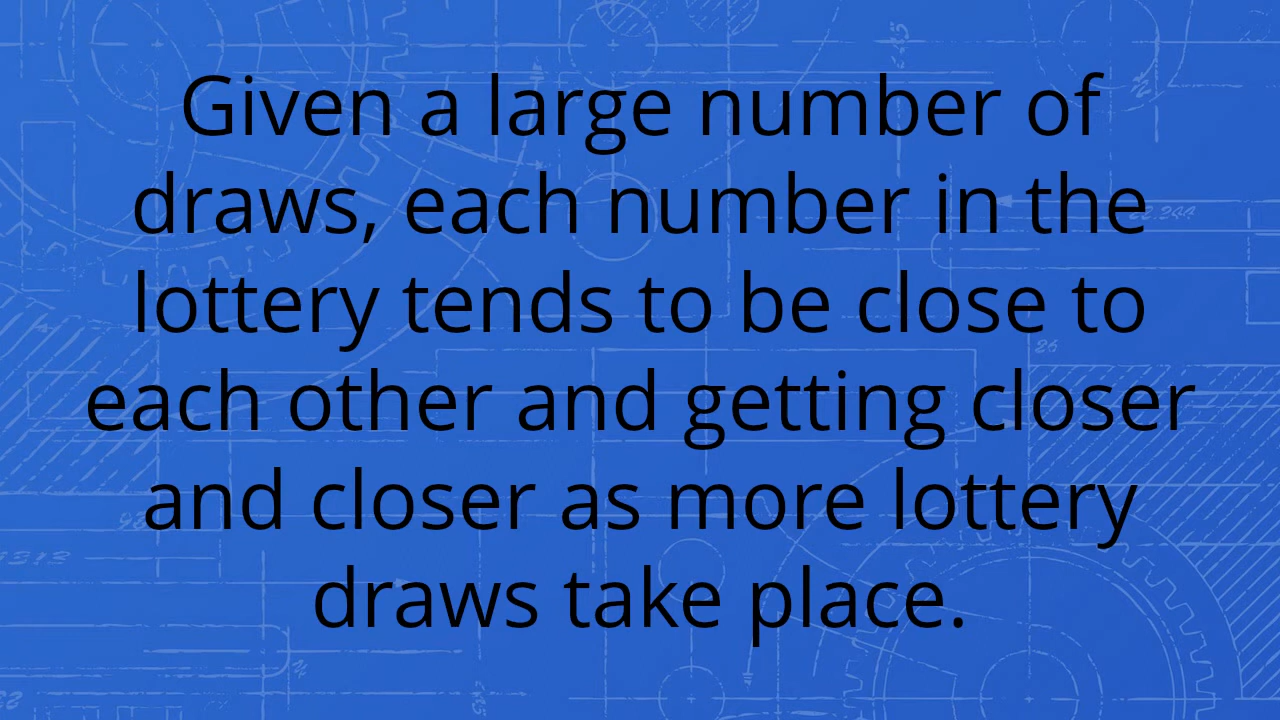 Given a large number of
draws, each number in the
lottery tends to be close to
each other and getting closer
and closer as more lottery
draws take place.